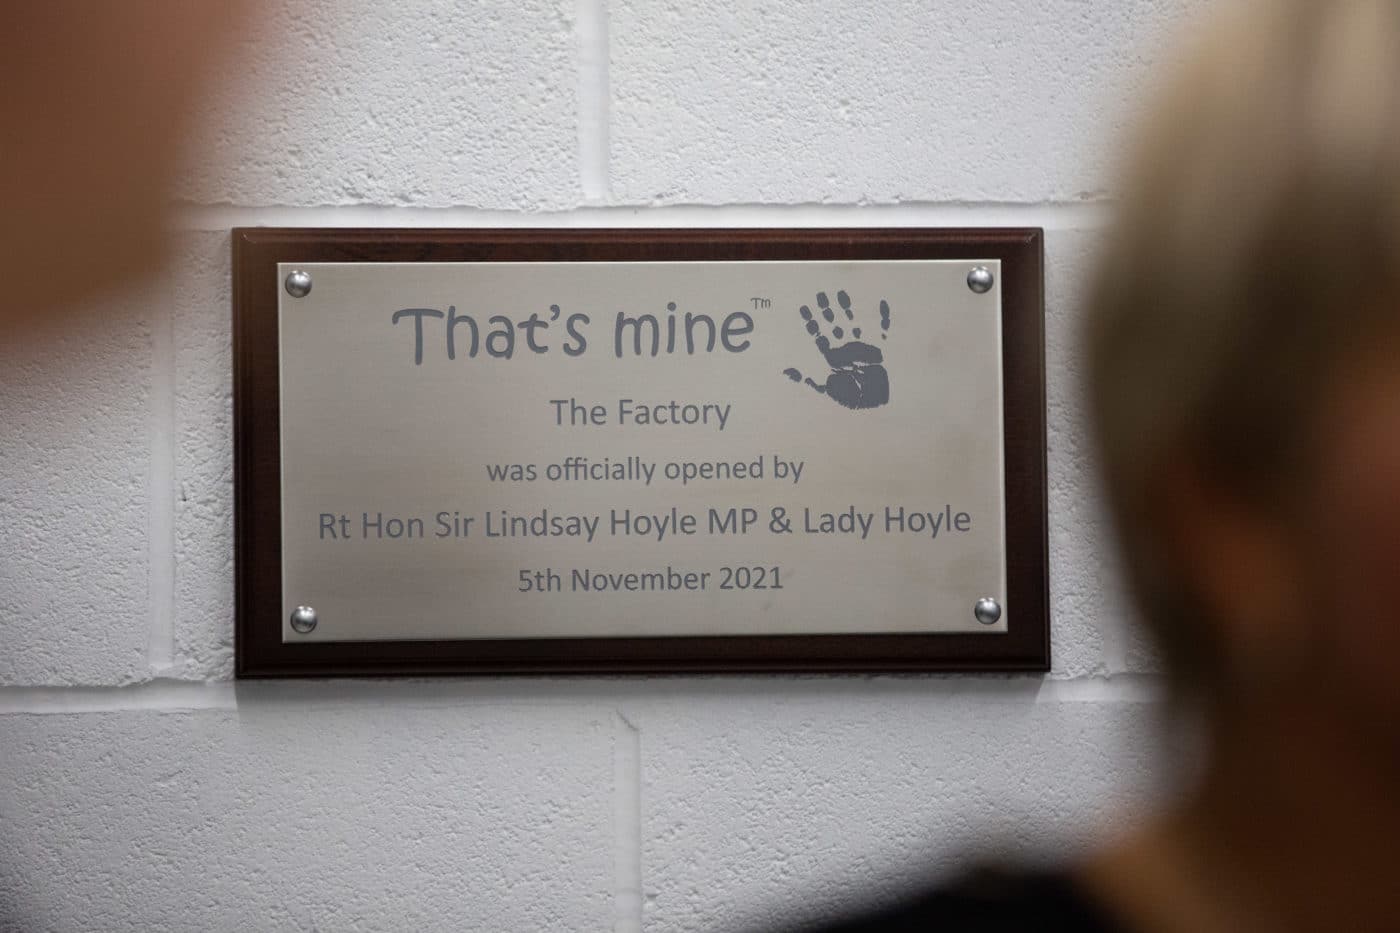 That's mine™
The Factory
was officially opened by
Rt Hon Sir Lindsay Hoyle MP & Lady Hoyle
5th November 2021